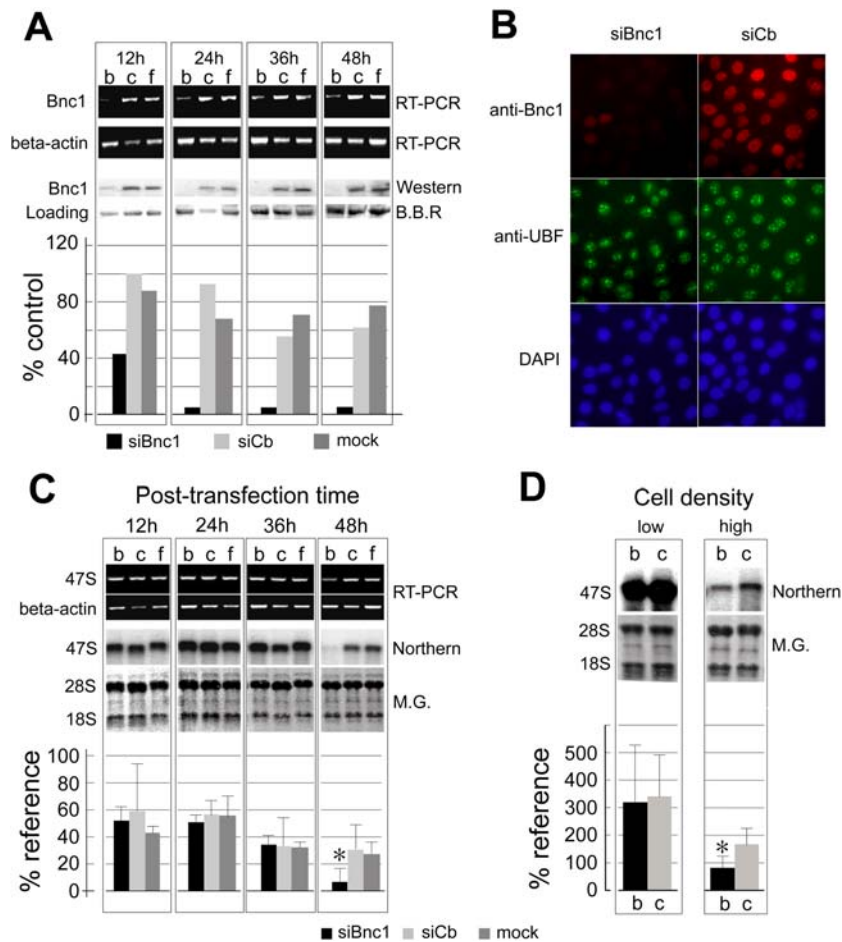 A
12h 24h 36h 48h
b c f b c f b c f b c f
Bnc1 RT-PCR
beta-actin RT-PCR
Bnc1 Western
Loading B.B.R
120
80
40
0
% control
siBnc1 siCb mock
B
siBnc1 siCb
anti-Bnc1
anti-UBF
DAPI
C
Post-transfection time
12h 24h 36h 48h
b c f b c f b c f b c f
47S
beta-actin
RT-PCR
47S Northern
28S
18S
M.G.
100
80
60
40
20
0
% reference
*
D
Cell density
low high
b c b c
47S Northern
28S
18S
M.G.
500
400
300
200
100
0
% reference
*
b c b c
siBnc1 siCb mock